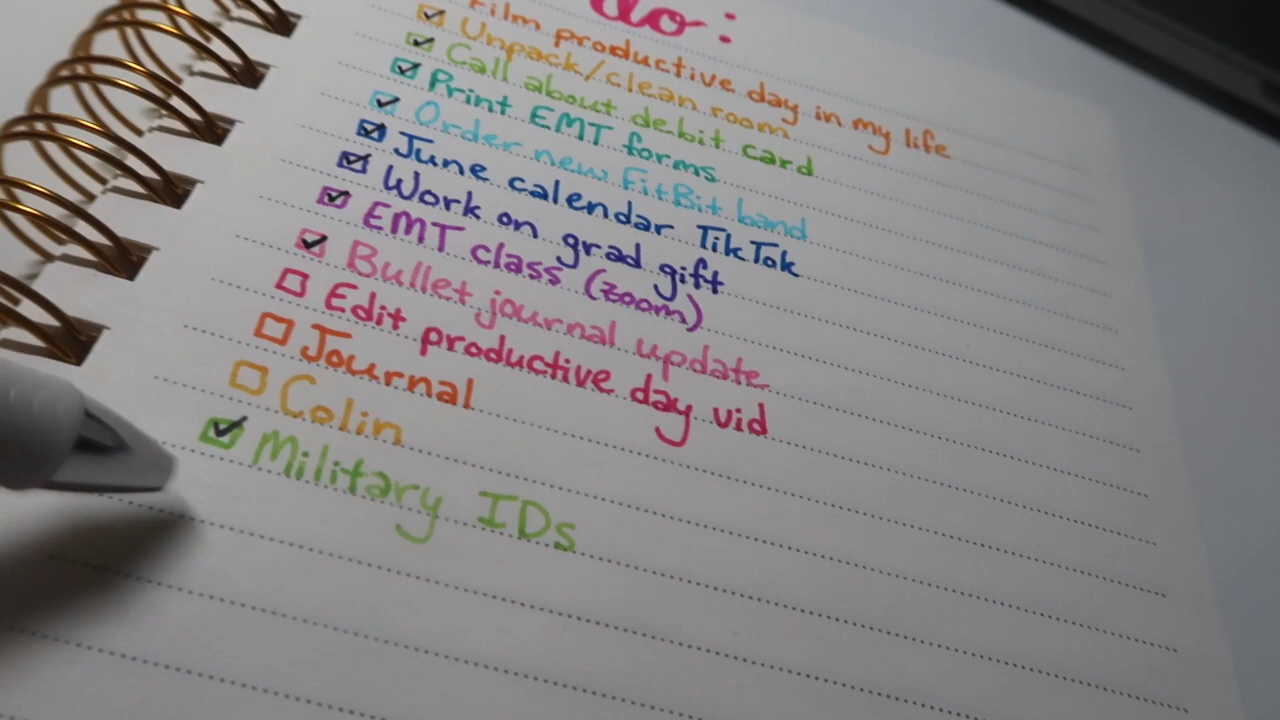 do:
Film productive day in my life
Unpack/clean room
Call about debit card
Print EMT forms
Order new FitBit band
June calendar TikTok
Work on grad gift
EMT class (zoom)
Bullet journal update
Edit productive day vid
Journal
Colin
Military IDs